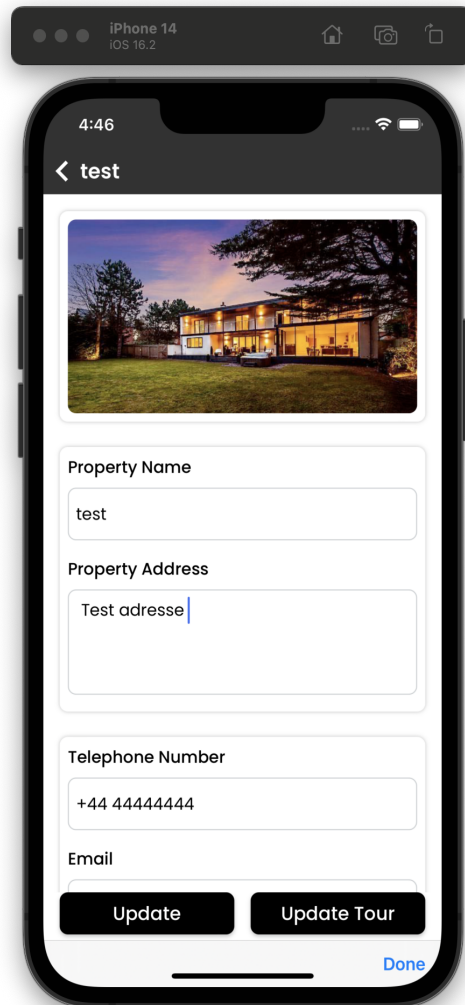 iPhone 14
iOS 16.2
4:46
test
Property Name
test
Property Address
Test adresse
Telephone Number
+44 44444444
Email
Update
Update Tour
Done